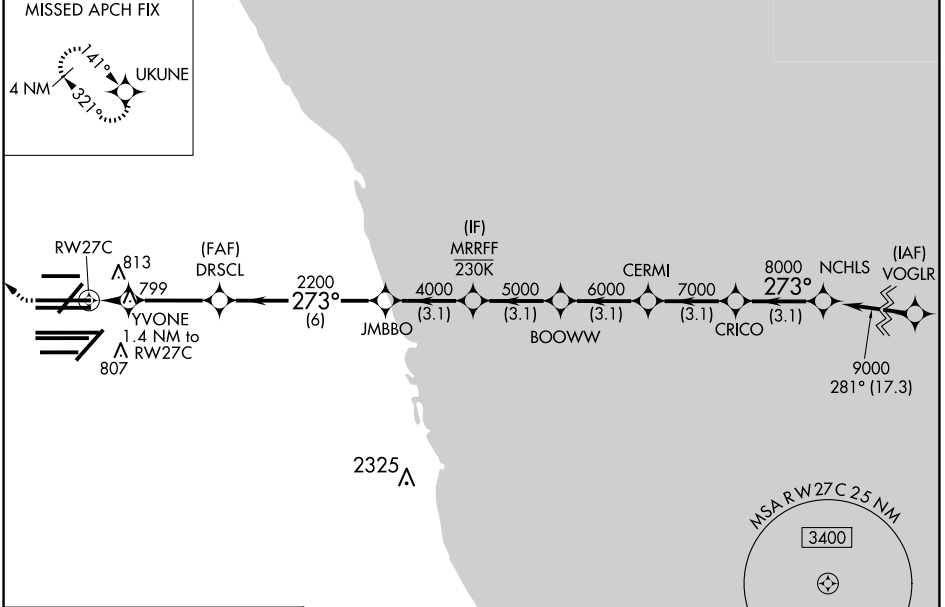 MISSED APCH FIX
141°
UKUNE
4 NM
321°
(IF)
MRRFF
230K
RW27C
813
(FAF)
DRSCL
799
2200
273°
(6)
4000
(3.1)
5000
(3.1)
CERMI
6000
(3.1)
7000
(3.1)
8000
273°
(3.1)
NCHLS
(IAF)
VOGLR
YVONE
1.4 NM to
RW27C
807
JMBBO
BOOWW
CRICO
9000
281° (17.3)
2325
MSA RW27C 25 NM
3400